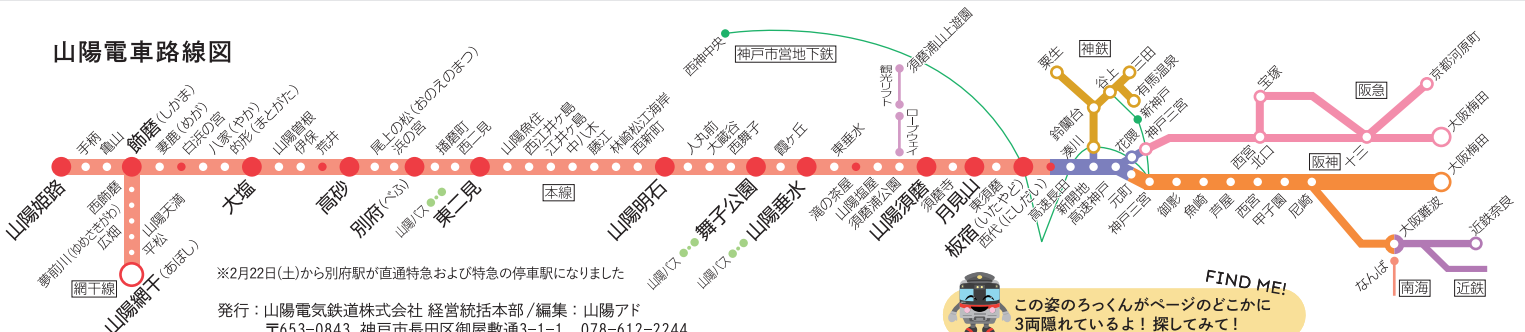 山陽電車路線図
西神中央
神戸市営地下鉄
須磨浦山上遊園
観光リフト
ロープウェイ
粟生
神鉄
谷上
三田
有馬温泉
新神戸
神戸三宮
鈴蘭台
湊川
花隈
宝塚
阪急
京都河原町
大阪梅田
西宮北口
十三
阪神
大阪梅田
手柄
亀山
飾磨(しかま)
妻鹿(めか)
白浜の宮
八家(やか)
的形(まとがた)
山陽曽根
伊保
荒井
尾上の松(おのえのまつ)
浜の宮
播磨町
西二見
山陽魚住
西江井ヶ島
江井ヶ島
中八木
藤江
林崎松江海岸
西新町
人丸前
大蔵谷
西舞子
霞ヶ丘
東垂水
山陽姫路
大塩
高砂
別府(べふ)
山陽バス
東二見
本線
山陽明石
山陽バス
舞子公園
山陽バス
山陽垂水
滝の茶屋
山陽塩屋
須磨浦公園
山陽須磨
須磨寺
月見山
東須磨
板宿(いたやど)
西代(にしだい)
高速長田
新開地
高速神戸
元町
神戸三宮
御影
魚崎
芦屋
西宮
甲子園
尼崎
大阪難波
近鉄奈良
なんば
南海
近鉄
西飾磨
夢前川(ゆめさきがわ)
広畑
山陽天満
平松
山陽網干(あぼし)
網干線
※2月22日(土)から別府駅が直通特急および特急の停車駅になりました
発行：山陽電気鉄道株式会社 経営統括本部/編集：山陽アド
〒653-0843 神戸市長田区御屋敷通3-1-1 078-612-2244
FIND ME!
この姿のろっくんがページのどこかに
3両隠れているよ！探してみて！